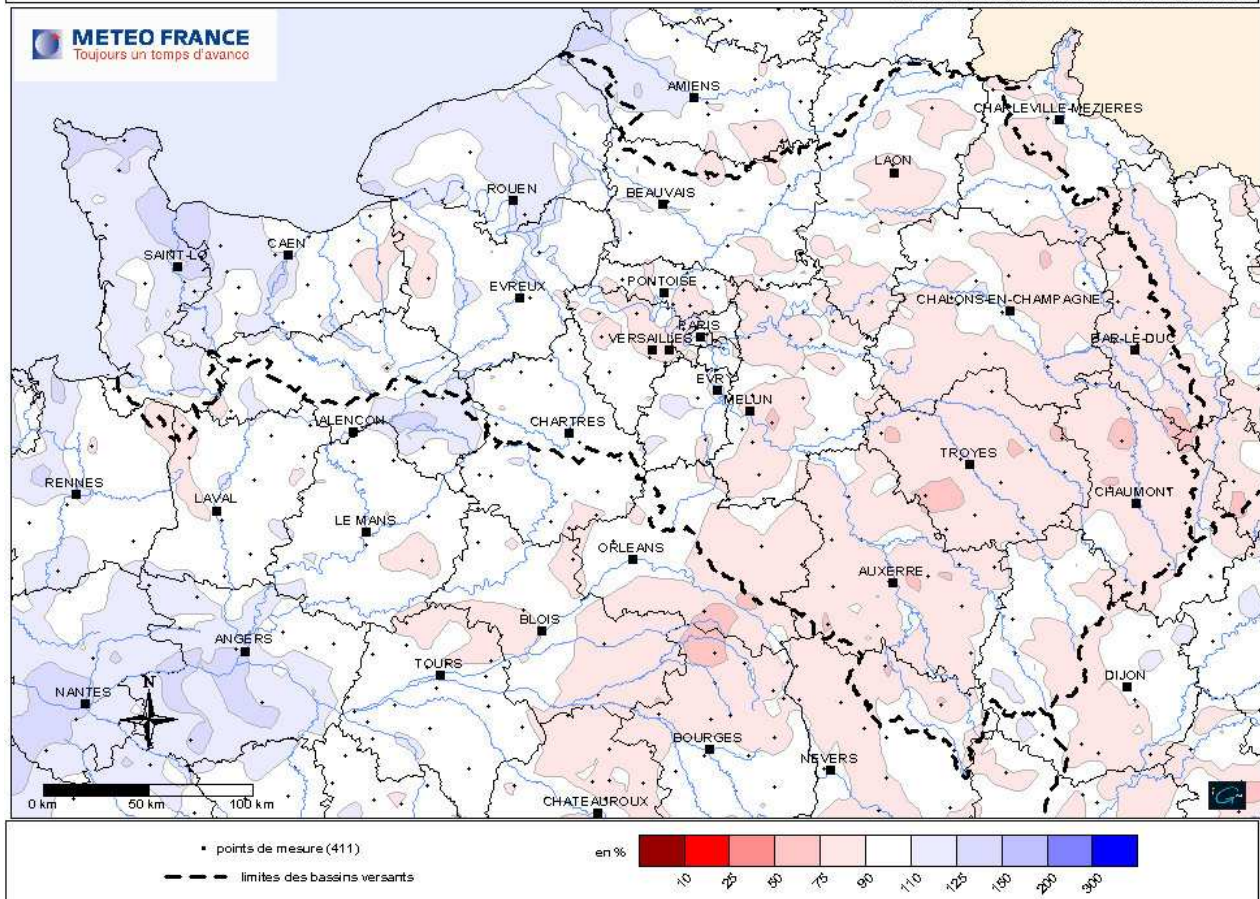 METEO FRANCE
Toujours un temps d'avance
AMIENS
CHARLEVILLE-MEZIERES
LAON
ROUEN
BEAUVAIS
SAINT-LO
CAEN
EVREUX
PONTOISE
CHALONS-EN-CHAMPAGNE
PARIS
VERSAILLES
BAR-LE-DUC
EVRY
MELUN
ALENCON
CHARTRES
TROYES
RENNES
LAVAL
CHAUMONT
LE MANS
ORLEANS
AUXERRE
BLOIS
ANGERS
TOURS
NANTES
N
DIJON
BOURGES
NEVERS
0 km 50 km 100 km
CHATEAUROUX
points de mesure (411)
limites des bassins versants
en %
10 25 50 75 90 110 125 150 200 300